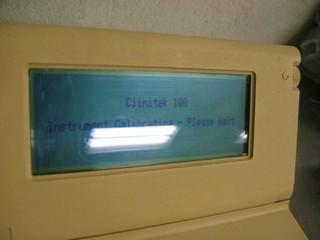 Clinitek 100
Instrument Calibrating - Please Wait